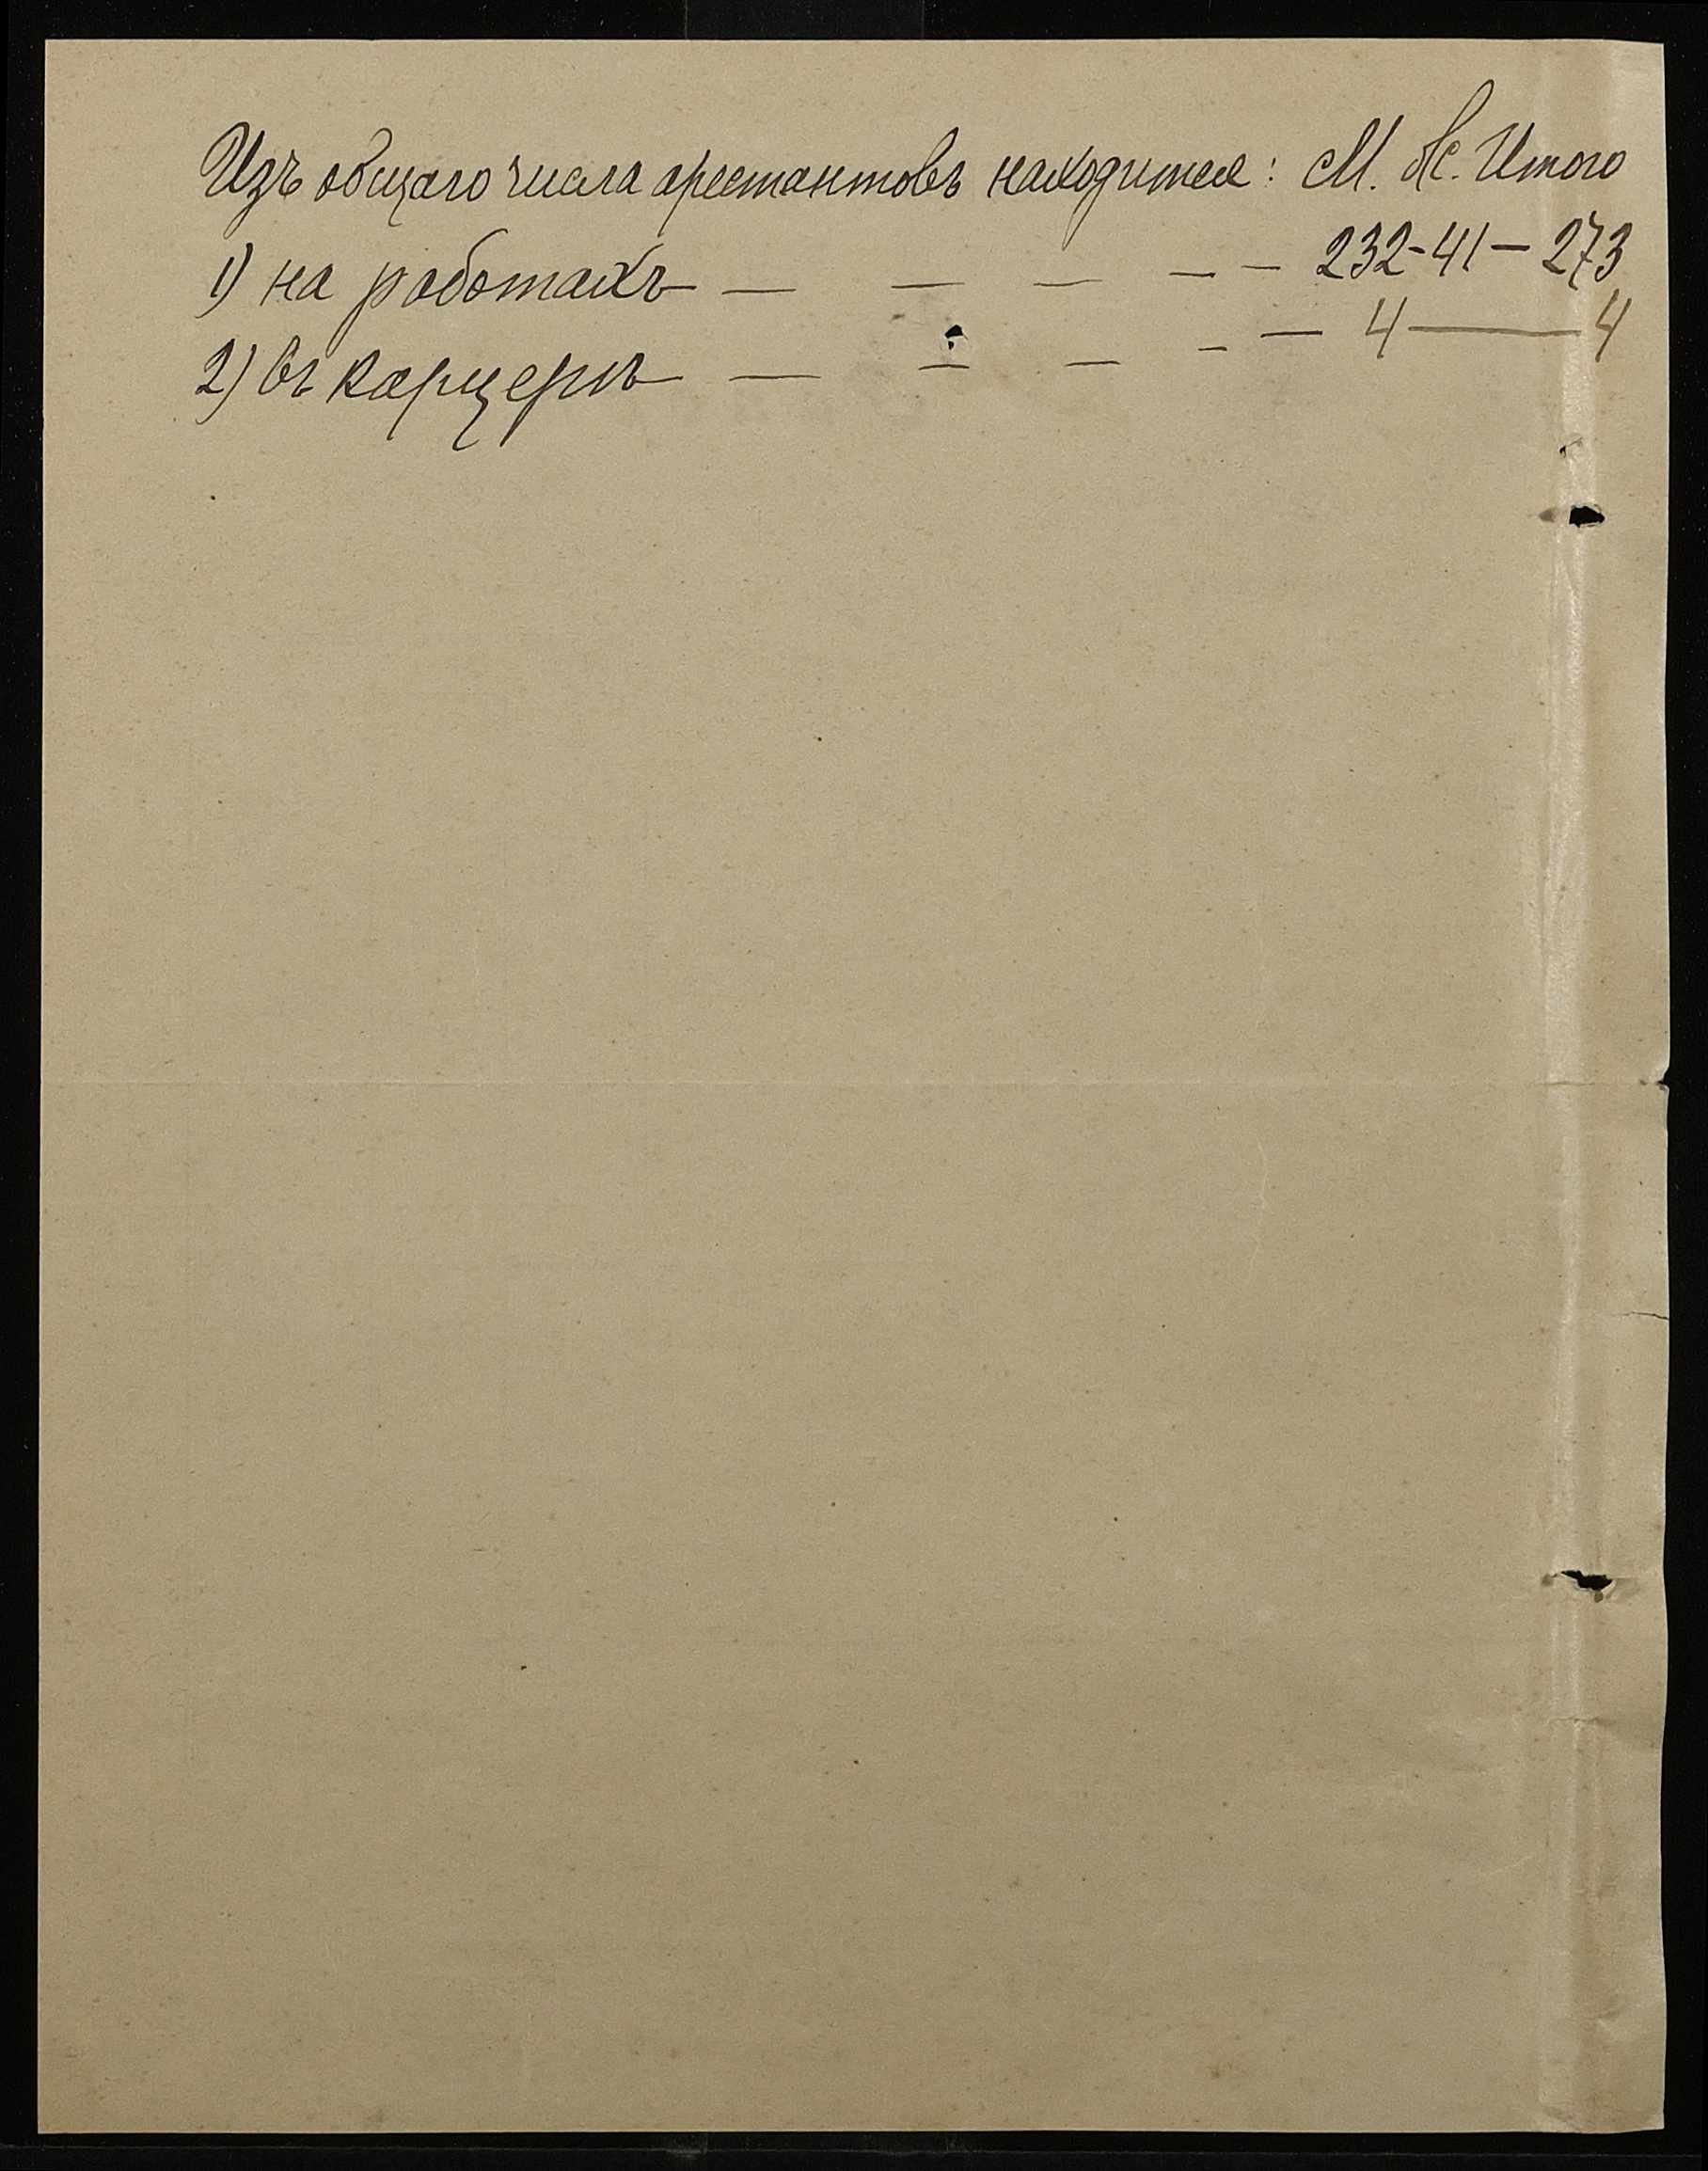 Изъ общаго числа арестантовъ находится: М. Ж. Итого
1) на работахъ — — — — — 232-41 — 273
2) въ карцерѣ — — — — — 4 — 4